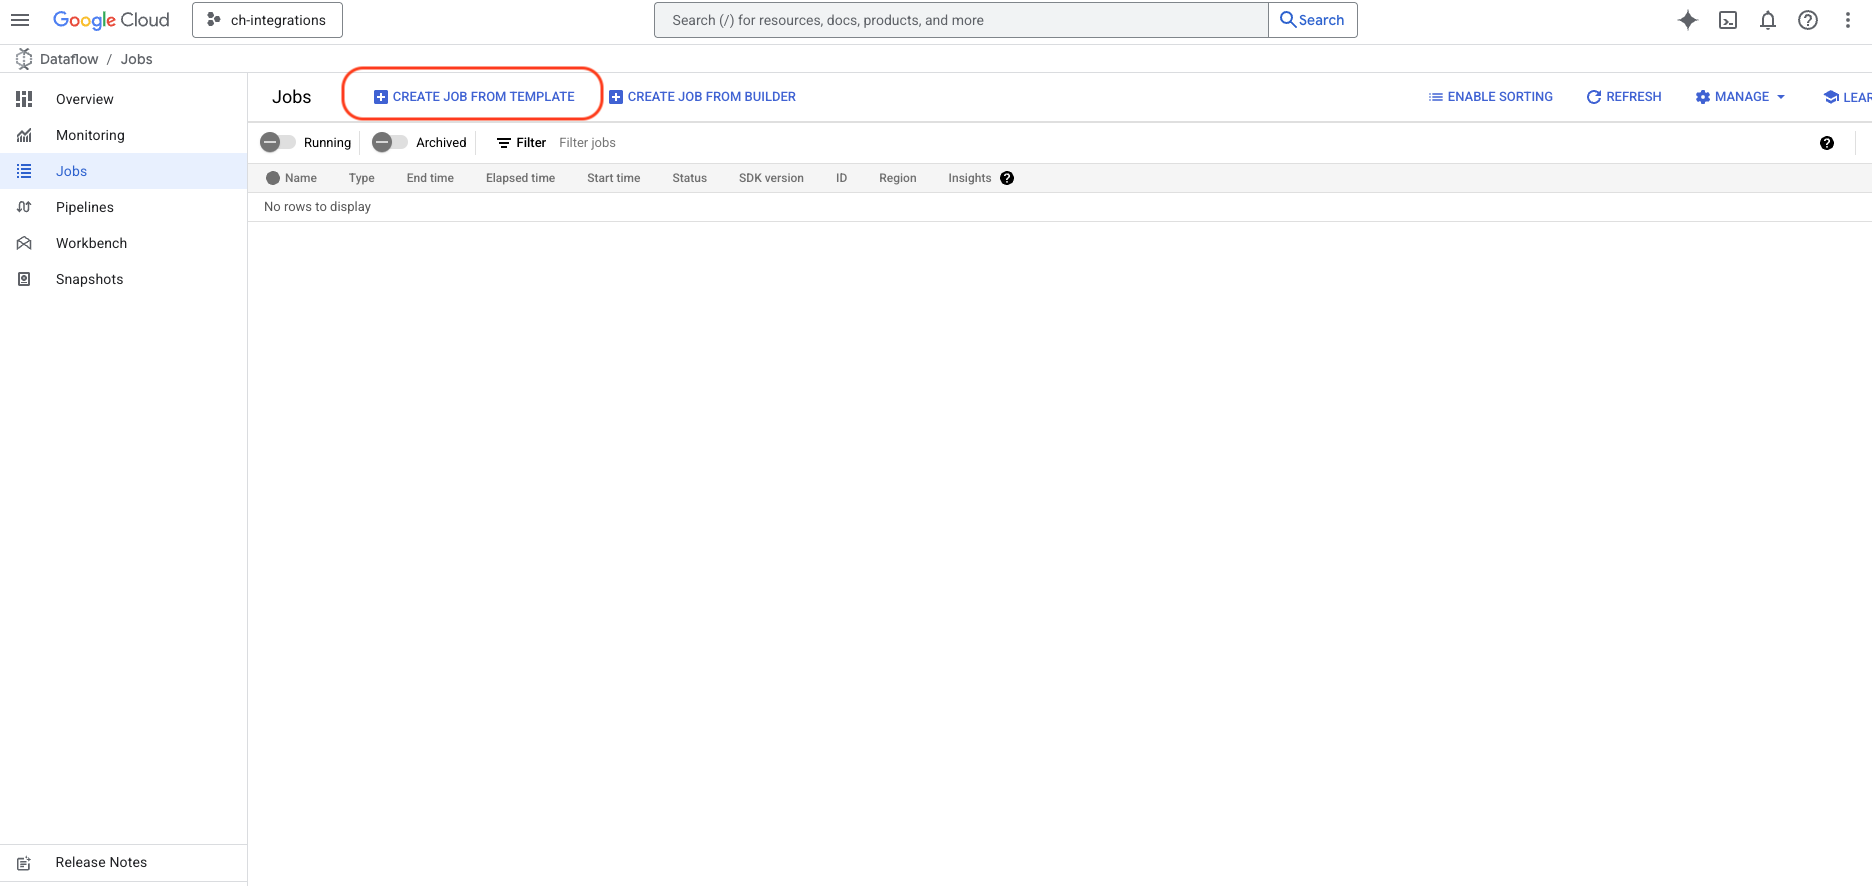 Google Cloud
ch-integrations
Search (/) for resources, docs, products, and more
Search
Dataflow / Jobs
Overview
Monitoring
Jobs
Pipelines
Workbench
Snapshots
Release Notes
Jobs
CREATE JOB FROM TEMPLATE
CREATE JOB FROM BUILDER
ENABLE SORTING
REFRESH
MANAGE
LEAR
Running
Archived
Filter
Filter jobs
Name Type End time Elapsed time Start time Status SDK version ID Region Insights
No rows to display